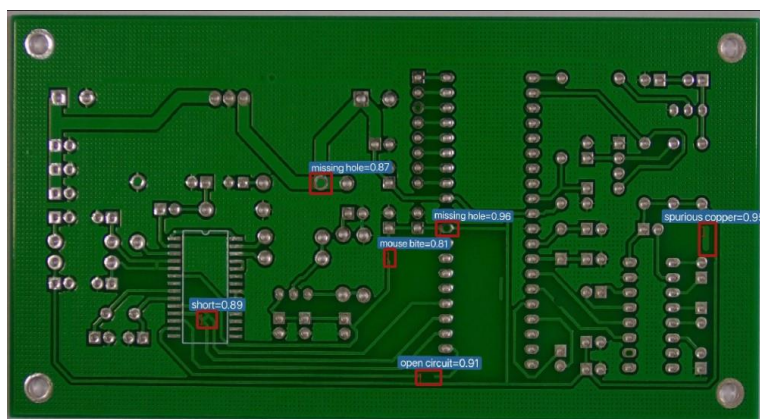 missing hole=0.87
missing hole=0.96
spurious copper=0.9
mouse bite=0.81
short=0.89
open circuit=0.91